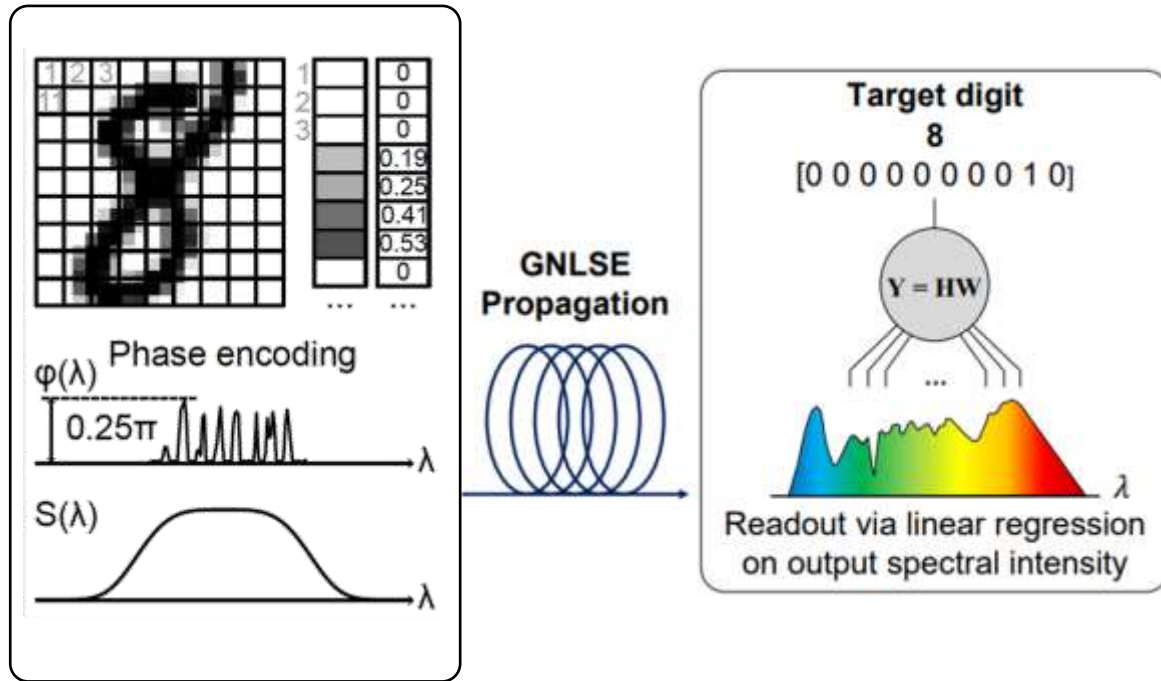 1 2 3
11
1
2
3
0
0
0
0.19
0.25
0.41
0.53
0
... ...
Phase encoding
φ(λ)
0.25π
λ
S(λ)
λ
GNLSE
Propagation
Target digit
8
[0 0 0 0 0 0 0 0 1 0]
Y = HW
...
λ
Readout via linear regression
on output spectral intensity